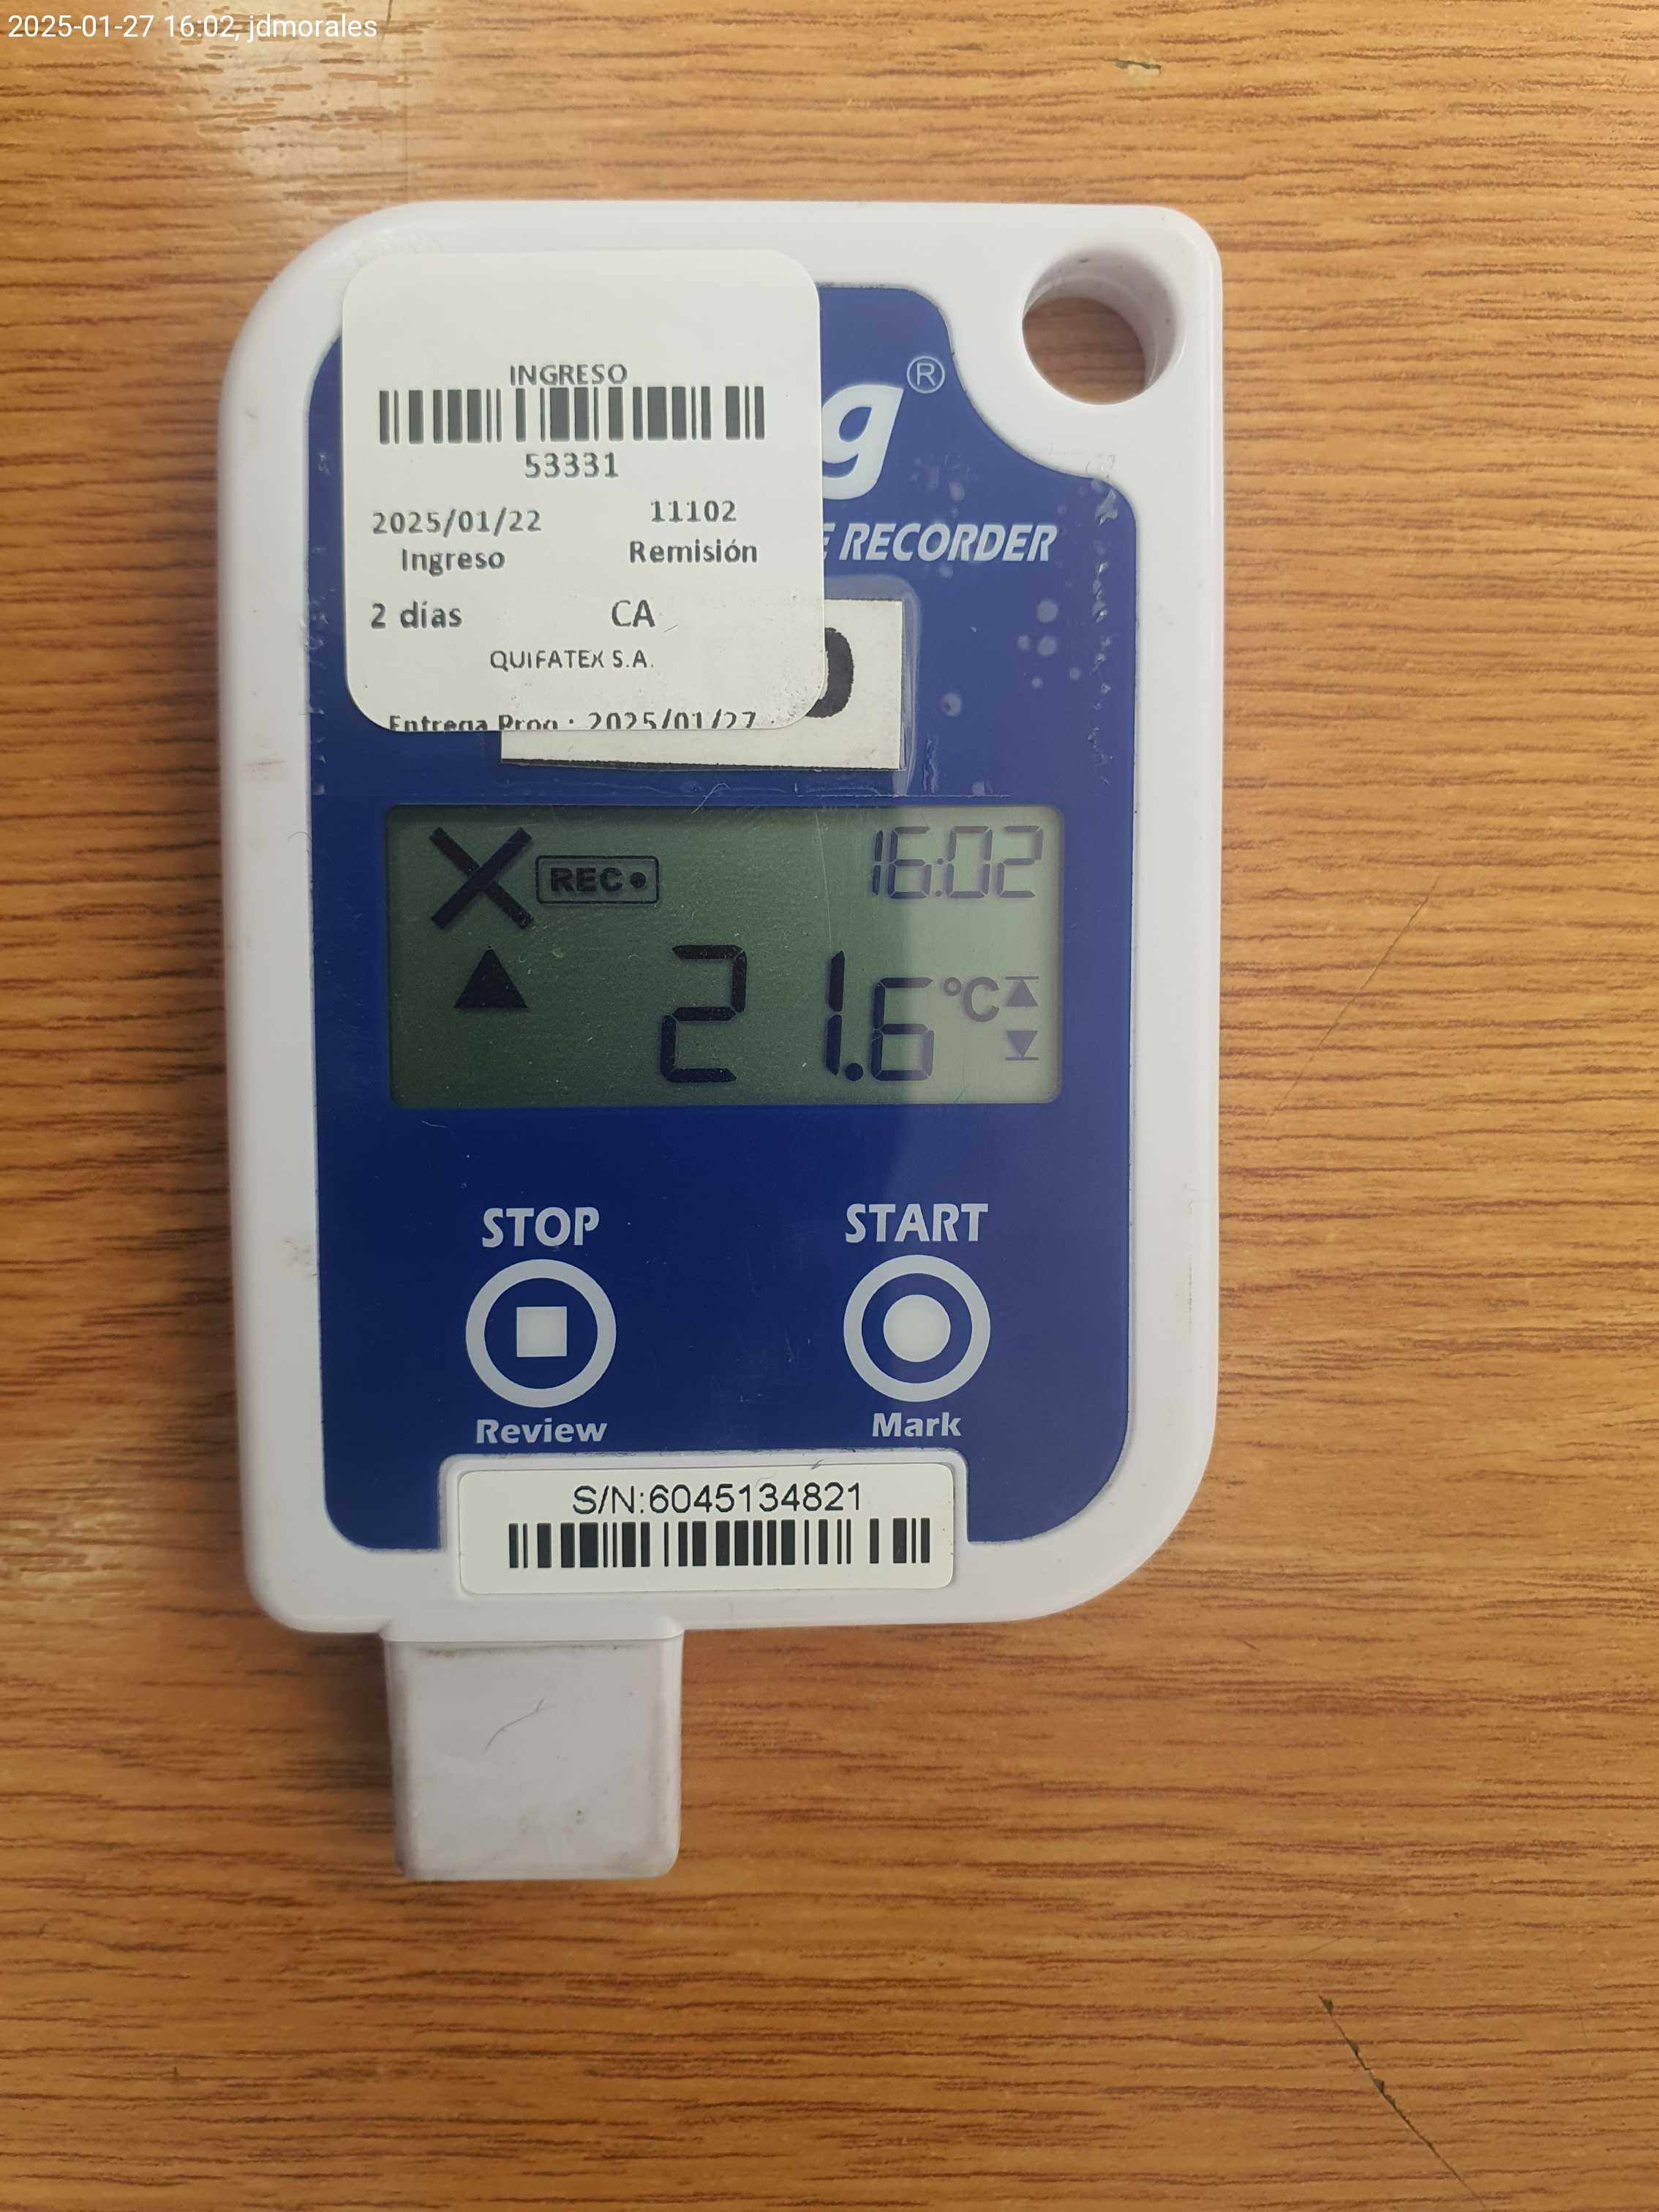 2025-01-27 16:02, jdmorales
INGRESO
53331
2025/01/22 11102
Ingreso Remisión
2 días CA
QUIFATEX S.A.
Entrega Prog.: 2025/01/27
g®
E RECORDER
REC
16:02
21.6 °C
STOP START
Review Mark
S/N:6045134821